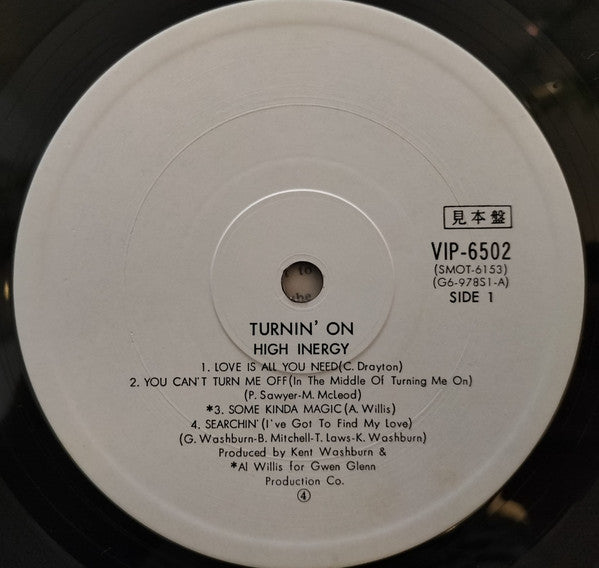 見本盤
VIP-6502
(SMOT-6153)
(G6-978S1-A)
SIDE 1
TURNIN' ON
HIGH INERGY
1. LOVE IS ALL YOU NEED(C. Drayton)
2. YOU CAN'T TURN ME OFF(In The Middle Of Turning Me On)
(P. Sawyer-M. McLeod)
*3. SOME KINDA MAGIC(A. Willis)
4. SEARCHIN'(I've Got To Find My Love)
(G. Washburn-B. Mitchell-T. Laws-K. Washburn)
Produced by Kent Washburn &
*Al Willis for Gwen Glenn
Production Co.
④